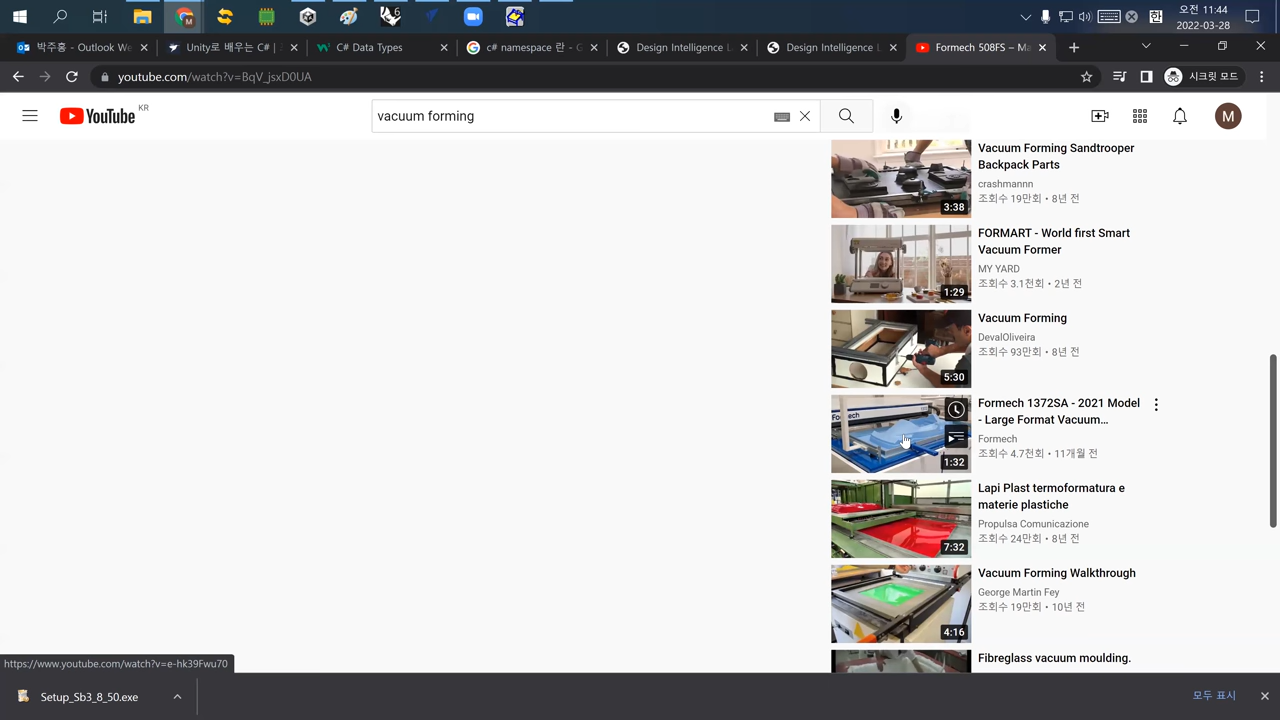 오전 11:44
한
2022-03-28
박주홍 - Outlook We
Unity로 배우는 C# |
C# Data Types
c# namespace 란 - G
Design Intelligence L
Design Intelligence L
Formech 508FS – Ma
youtube.com/watch?v=BqV_jsxD0UA
시크릿 모드
YouTube KR
vacuum forming
M
Vacuum Forming Sandtrooper
Backpack Parts
crashmannn
조회수 19만회 • 8년 전
3:38
FORMART - World first Smart
Vacuum Former
MY YARD
조회수 3.1천회 • 2년 전
1:29
Vacuum Forming
DevalOliveira
조회수 93만회 • 8년 전
5:30
Formech 1372SA - 2021 Model
- Large Format Vacuum...
Formech
조회수 4.7천회 • 11개월 전
1:32
Lapi Plast termoformatura e
materie plastiche
Propulsa Comunicazione
조회수 24만회 • 8년 전
7:32
Vacuum Forming Walkthrough
George Martin Fey
조회수 19만회 • 10년 전
4:16
Fibreglass vacuum moulding.
https://www.youtube.com/watch?v=e-hk39Fwu70
Setup_Sb3_8_50.exe
모두 표시